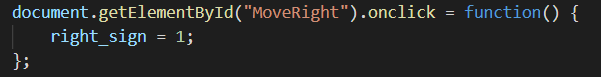 document.getElementById("MoveRight").onclick = function() {
    right_sign = 1;
};